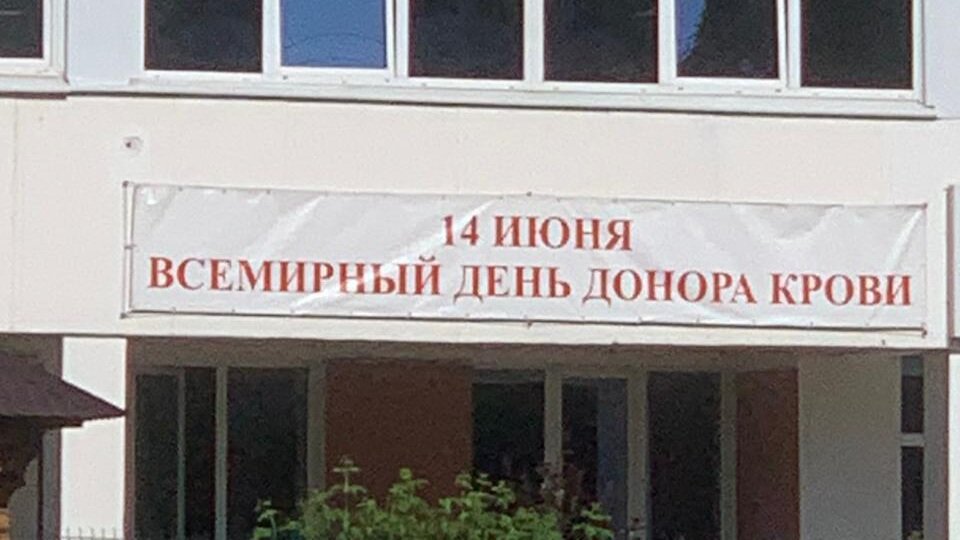 14 ИЮНЯ
ВСЕМИРНЫЙ ДЕНЬ ДОНОРА КРОВИ